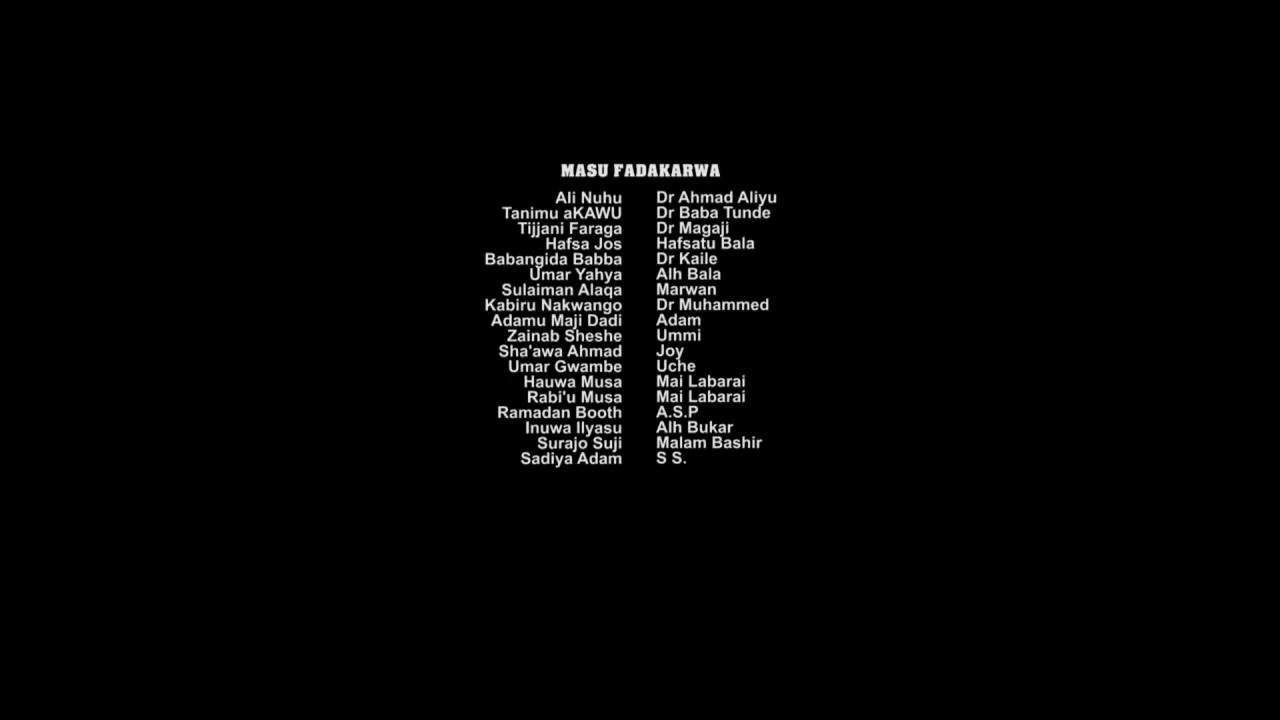 MASU FADAKARWA
Ali Nuhu Dr Ahmad Aliyu
Tanimu aKAWU Dr Baba Tunde
Tijjani Faraga Dr Magaji
Hafsa Jos Hafsatu Bala
Babangida Babba Dr Kaile
Umar Yahya Alh Bala
Sulaiman Alaqa Marwan
Kabiru Nakwango Dr Muhammed
Adamu Maji Dadi Adam
Zainab Sheshe Ummi
Sha'awa Ahmad Joy
Umar Gwambe Uche
Hauwa Musa Mai Labarai
Rabi'u Musa Mai Labarai
Ramadan Booth A.S.P
Inuwa Ilyasu Alh Bukar
Surajo Suji Malam Bashir
Sadiya Adam S S.